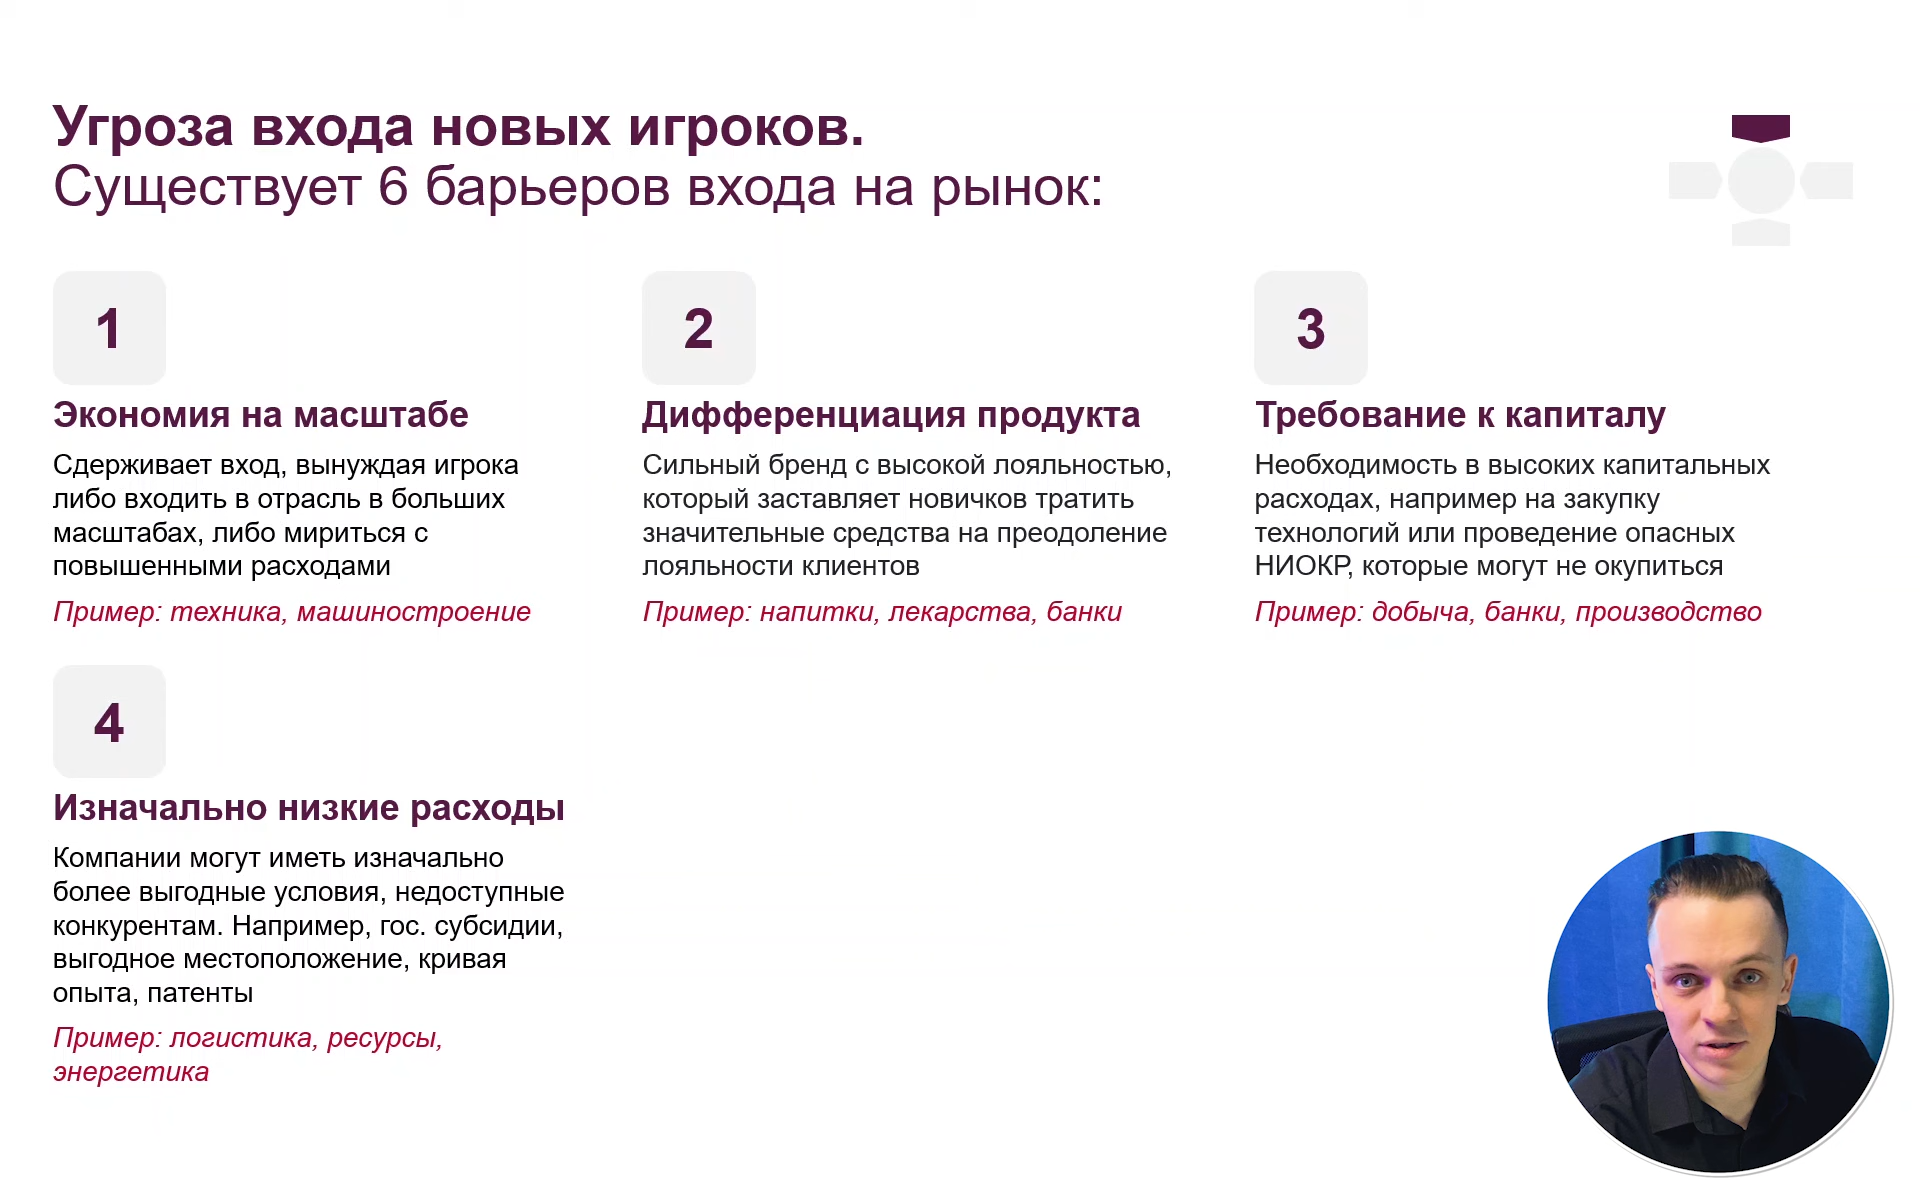 Угроза входа новых игроков.
Существует 6 барьеров входа на рынок:
1
Экономия на масштабе
Сдерживает вход, вынуждая игрока
либо входить в отрасль в больших
масштабах, либо мириться с
повышенными расходами
Пример: техника, машиностроение
2
Дифференциация продукта
Сильный бренд с высокой лояльностью,
который заставляет новичков тратить
значительные средства на преодоление
лояльности клиентов
Пример: напитки, лекарства, банки
3
Требование к капиталу
Необходимость в высоких капитальных
расходах, например на закупку
технологий или проведение опасных
НИОКР, которые могут не окупиться
Пример: добыча, банки, производство
4
Изначально низкие расходы
Компании могут иметь изначально
более выгодные условия, недоступные
конкурентам. Например, гос. субсидии,
выгодное местоположение, кривая
опыта, патенты
Пример: логистика, ресурсы,
энергетика